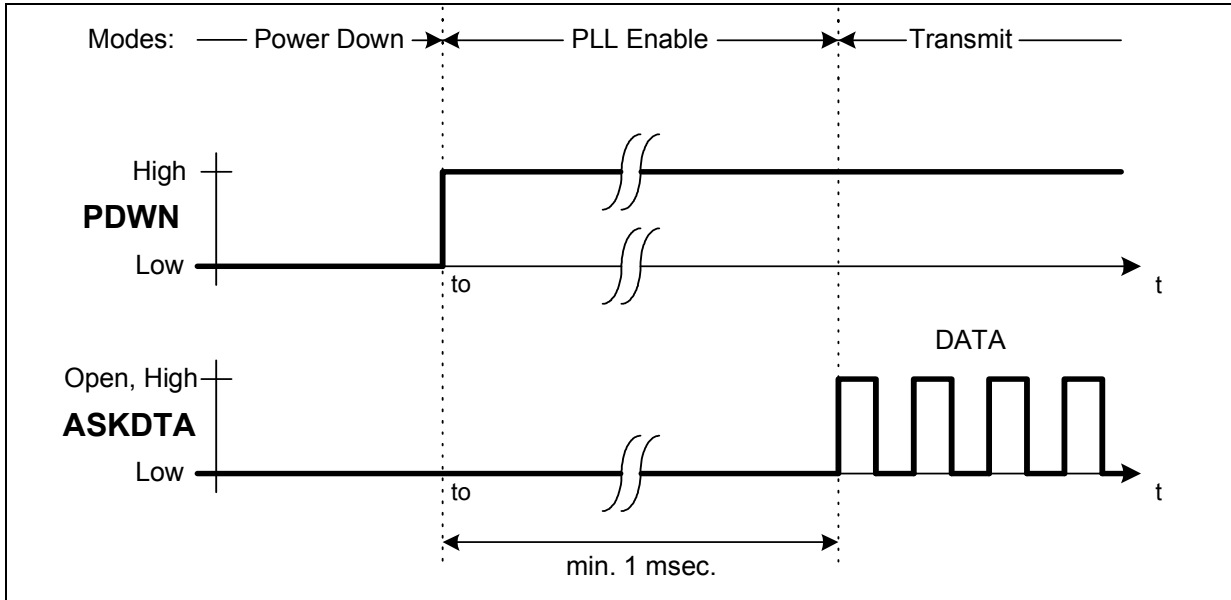 Modes: Power Down PLL Enable Transmit
High
PDWN
Low
to
t
DATA
Open, High
ASKDTA
Low
to
t
min. 1 msec.